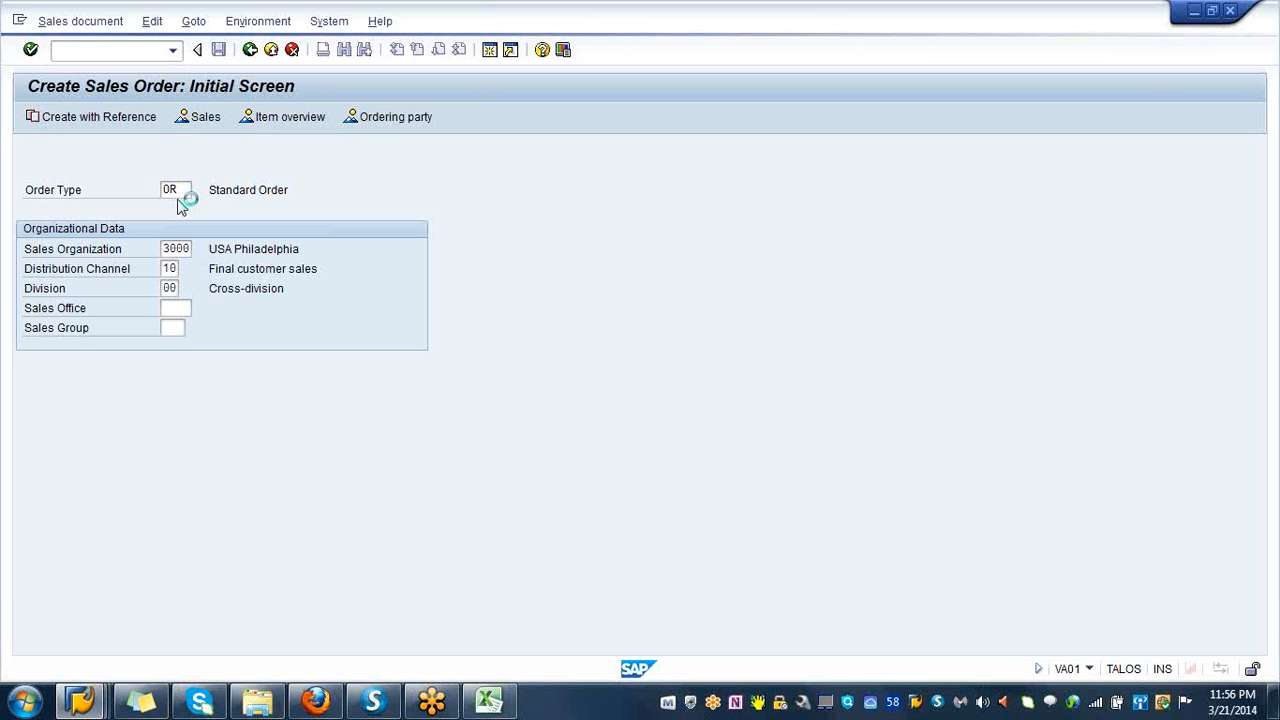 Sales document Edit Goto Environment System Help
Create Sales Order: Initial Screen
Create with Reference Sales Item overview Ordering party
Order Type OR Standard Order
Organizational Data
Sales Organization 3000 USA Philadelphia
Distribution Channel 10 Final customer sales
Division 00 Cross-division
Sales Office
Sales Group
SAP VA01 TALOS INS
58 11:56 PM
3/21/2014